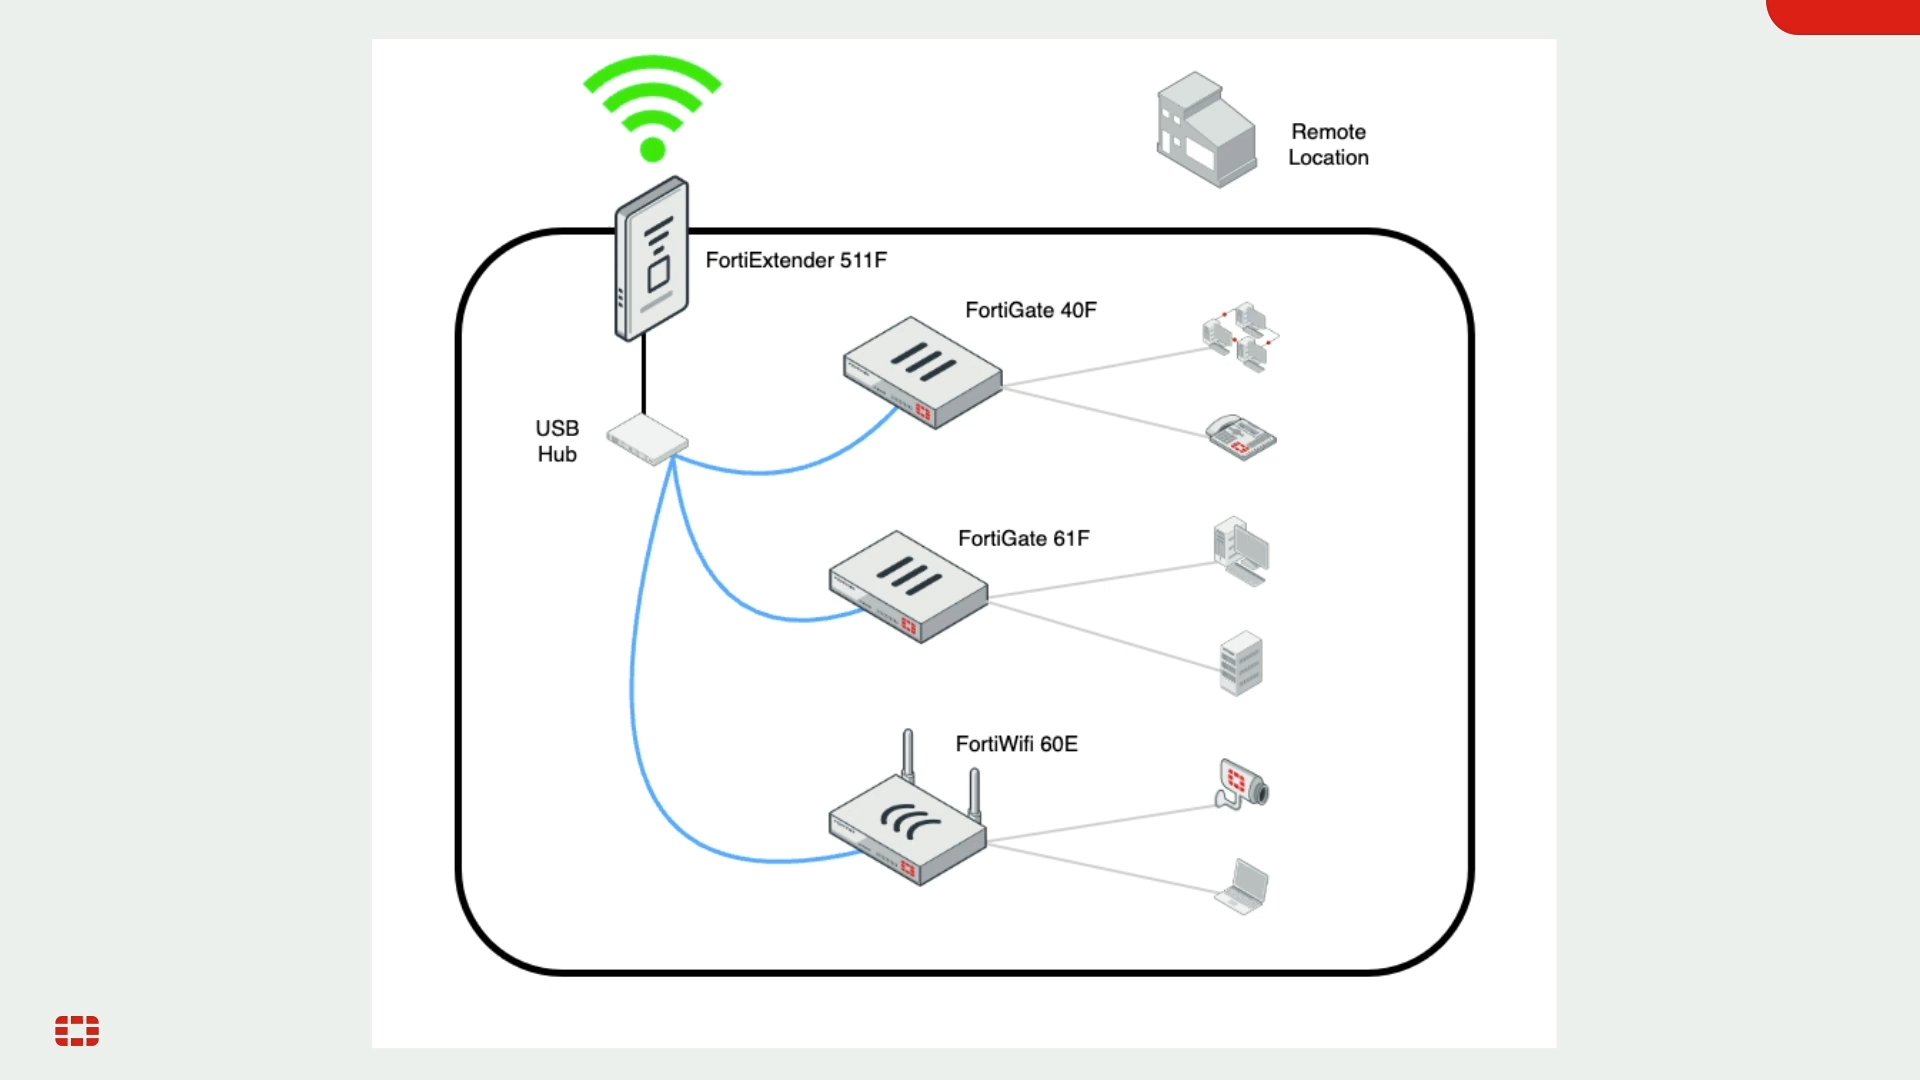 Remote
Location
FortiExtender 511F
FortiGate 40F
USB
Hub
FortiGate 61F
FortiWifi 60E